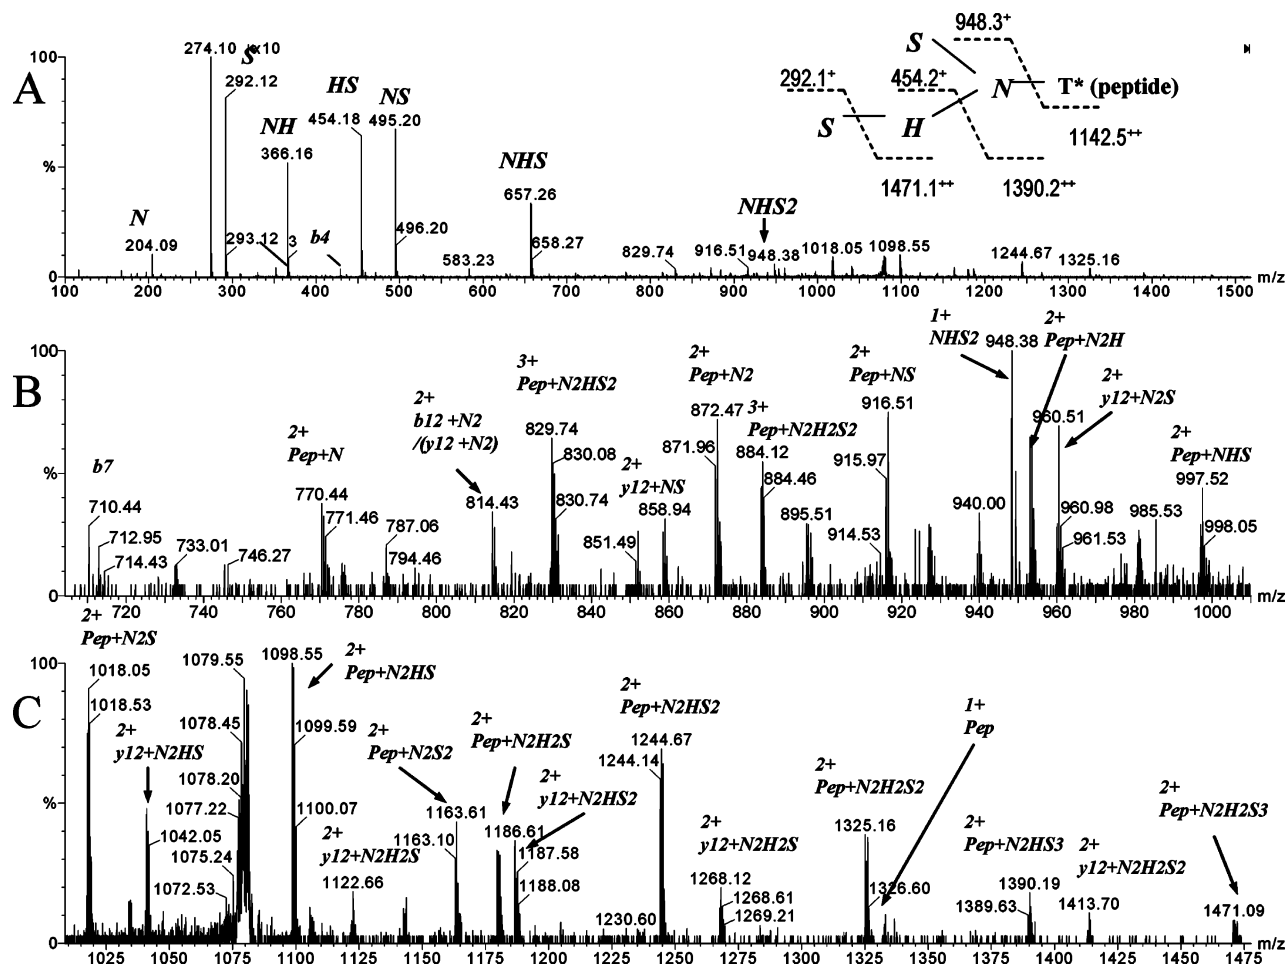 A
100
%
0
274.10
x10
S
292.12
HS
454.18
NS
495.20
NH
366.16
N
204.09
293.12
3
b4
496.20
583.23
NHS
657.26
658.27
829.74
916.51
NHS2
948.38
1018.05
1098.55
1244.67
1325.16
S
948.3+
292.1+
454.2+
N
T* (peptide)
S
H
1142.5++
1471.1++
1390.2++
100 200 300 400 500 600 700 800 900 1000 1100 1200 1300 1400 1500 m/z
B
100
%
0
b7
710.44
712.95
714.43
733.01
746.27
2+
Pep+N
770.44
771.46
787.06
794.46
2+
b12 +N2
/(y12 +N2)
814.43
3+
Pep+N2HS2
829.74
830.08
830.74
851.49
2+
y12+NS
858.94
2+
Pep+N2
872.47
871.96
3+
Pep+N2H2S2
884.12
884.46
895.51
2+
Pep+NS
916.51
915.97
914.53
940.00
1+
NHS2
948.38
2+
Pep+N2H
960.51
2+
y12+N2S
960.98
961.53
985.53
2+
Pep+NHS
997.52
998.05
720 740 760 780 800 820 840 860 880 900 920 940 960 980 1000 m/z
C
100
%
0
2+
Pep+N2S
1018.05
1018.53
2+
y12+N2HS
1042.05
1079.55
1078.45
1078.20
1077.22
1075.24
1072.53
1098.55
2+
Pep+N2HS
1099.59
1100.07
2+
y12+N2H2S
1122.66
2+
Pep+N2S2
1163.61
1163.10
2+
Pep+N2H2S
1186.61
2+
y12+N2HS2
1187.58
1188.08
1230.60
2+
Pep+N2HS2
1244.67
1244.14
2+
y12+N2H2S
1268.12
1268.61
1269.21
2+
Pep+N2H2S2
1325.16
1326.60
1+
Pep
2+
Pep+N2HS3
1390.19
1389.63
2+
y12+N2H2S2
1413.70
2+
Pep+N2H2S3
1471.09
1025 1050 1075 1100 1125 1150 1175 1200 1225 1250 1275 1300 1325 1350 1375 1400 1425 1450 1475 m/z